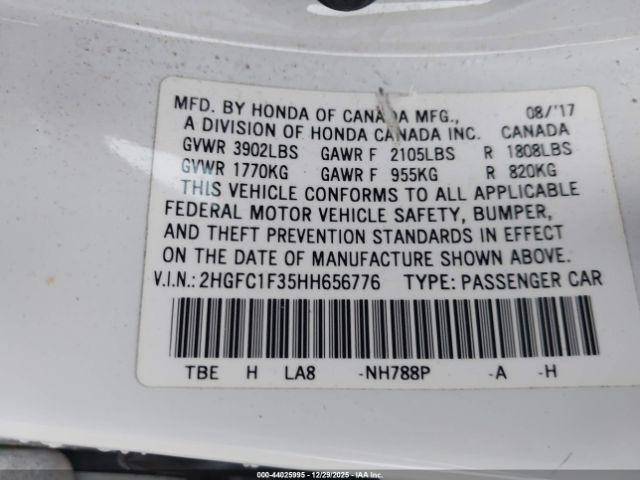 MFD. BY HONDA OF CANADA MFG., 08/'17
A DIVISION OF HONDA CANADA INC. CANADA
GVWR 3902LBS GAWR F 2105LBS R 1808LBS
GVWR 1770KG GAWR F 955KG R 820KG
THIS VEHICLE CONFORMS TO ALL APPLICABLE
FEDERAL MOTOR VEHICLE SAFETY, BUMPER,
AND THEFT PREVENTION STANDARDS IN EFFECT
ON THE DATE OF MANUFACTURE SHOWN ABOVE.
V.I.N.: 2HGFC1F35HH656776 TYPE: PASSENGER CAR
TBE H LA8 -NH788P -A -H
000-44025995 - 12/29/2025 - IAA Inc. Copyright